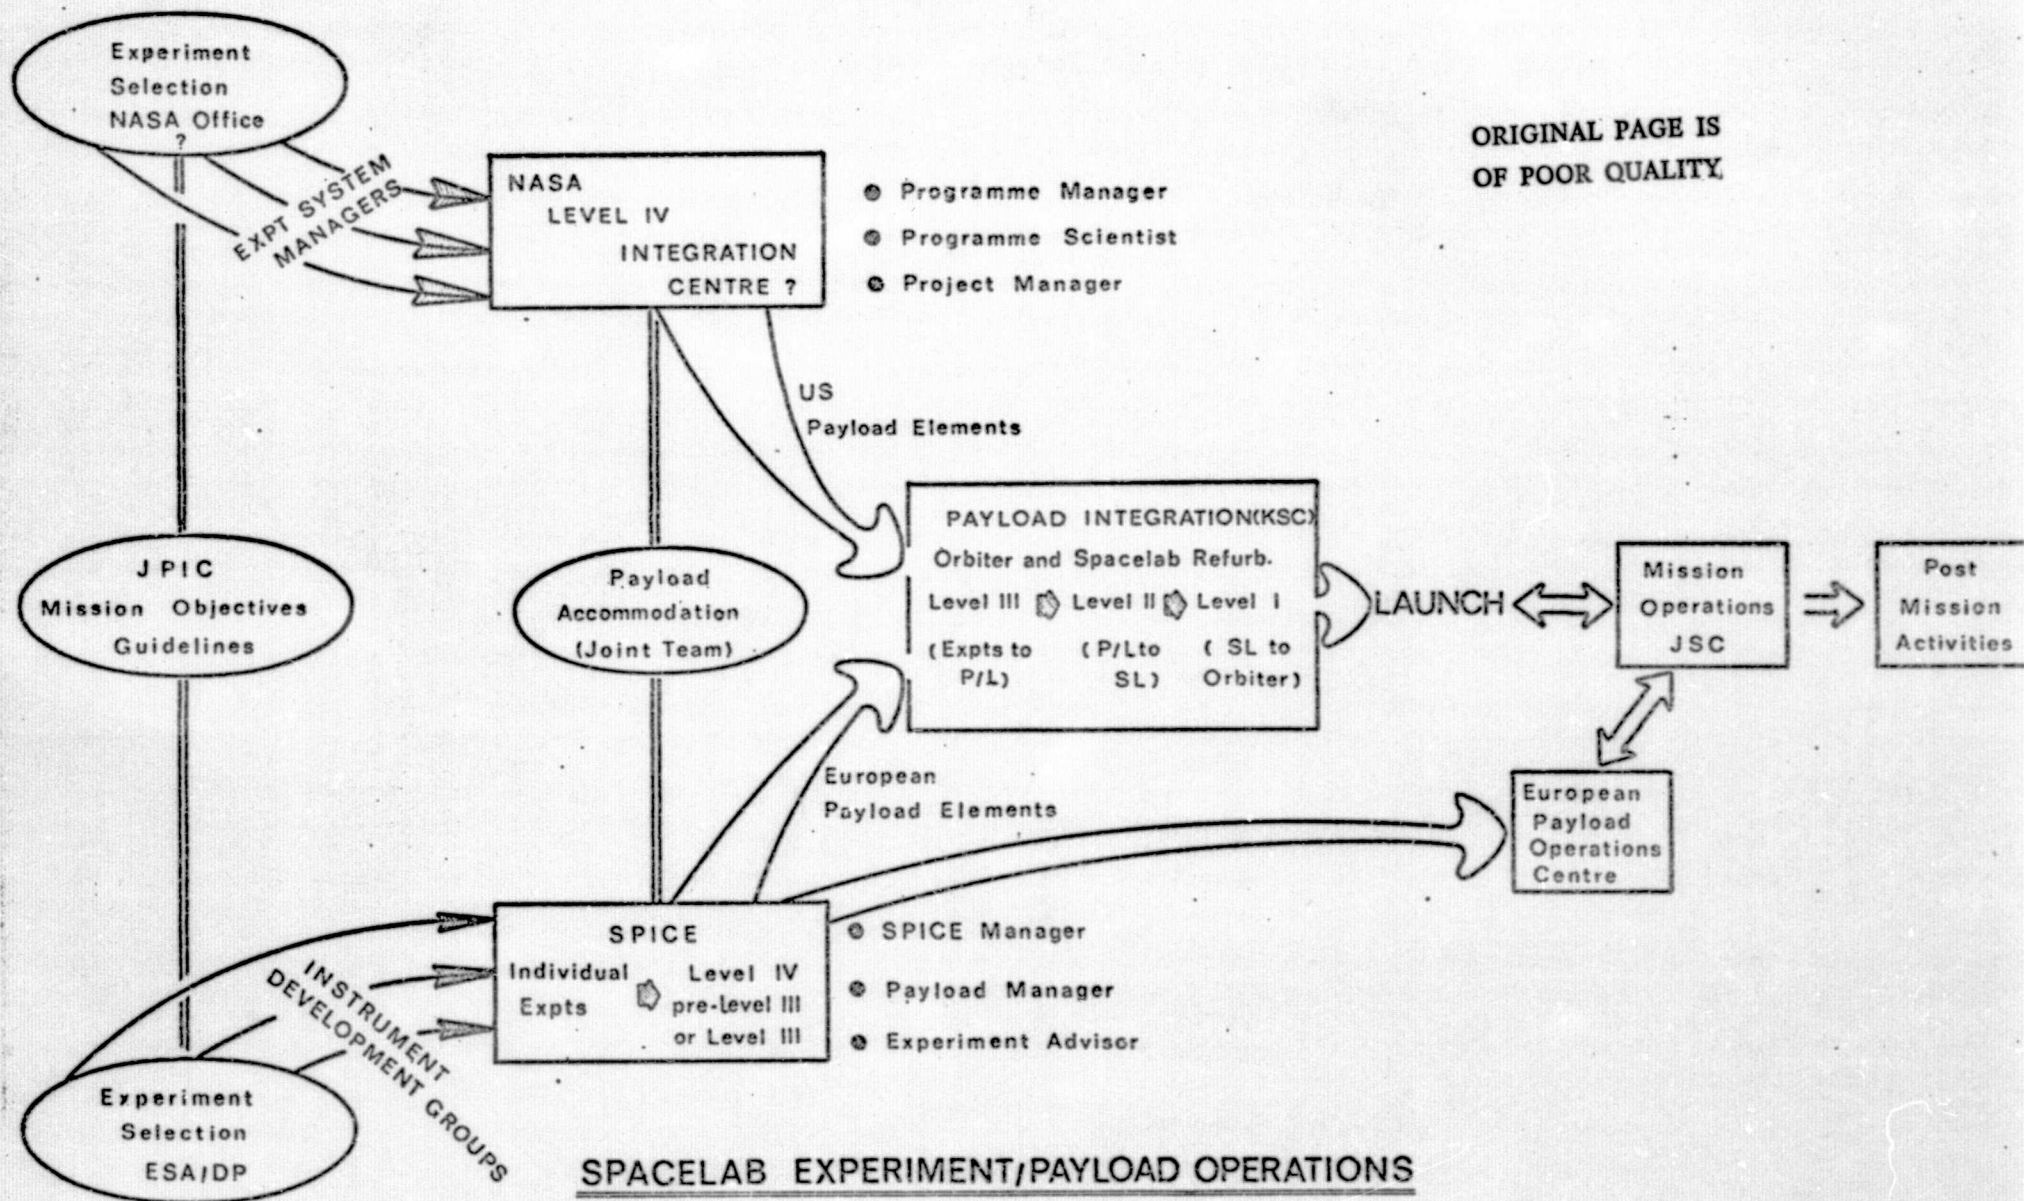 Experiment
Selection
NASA Office
?
EXPT SYSTEM
MANAGERS
NASA
LEVEL IV
INTEGRATION
CENTRE ?
● Programme Manager
● Programme Scientist
● Project Manager
ORIGINAL PAGE IS
OF POOR QUALITY
US
Payload Elements
JPIC
Mission Objectives
Guidelines
Payload
Accommodation
(Joint Team)
PAYLOAD INTEGRATION(KSC)
Orbiter and Spacelab Refurb.
Level III Level II Level I
(Expts to (P/L to ( SL to
P/L) SL) Orbiter)
LAUNCH
Mission
Operations
JSC
Post
Mission
Activities
European
Payload Elements
European
Payload
Operations
Centre
SPICE
Individual Level IV
Expts pre-level III
or Level III
● SPICE Manager
● Payload Manager
● Experiment Advisor
INSTRUMENT
DEVELOPMENT GROUPS
Experiment
Selection
ESA/DP
SPACELAB EXPERIMENT/PAYLOAD OPERATIONS